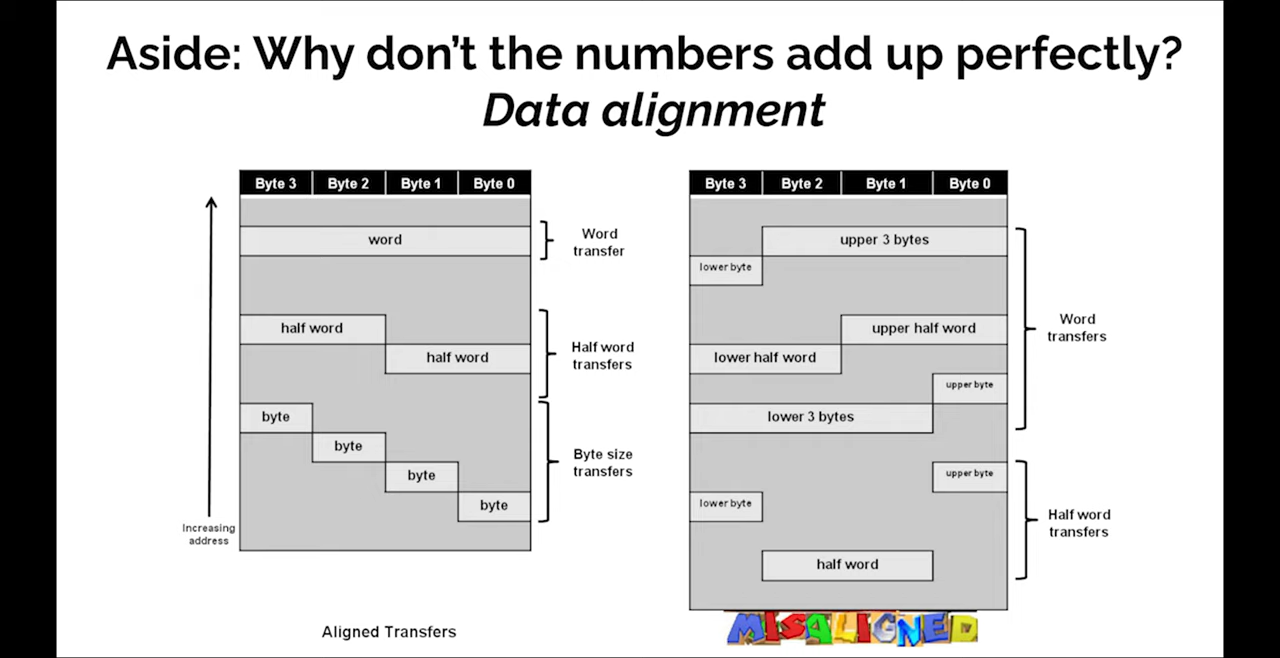 Aside: Why don't the numbers add up perfectly?
Data alignment
Byte 3 Byte 2 Byte 1 Byte 0
word
Word
transfer
half word
half word
Half word
transfers
byte
byte
byte
byte
Byte size
transfers
Increasing
address
Aligned Transfers
Byte 3 Byte 2 Byte 1 Byte 0
upper 3 bytes
lower byte
upper half word
lower half word
upper byte
lower 3 bytes
Word
transfers
upper byte
lower byte
half word
Half word
transfers
MISALIGNED